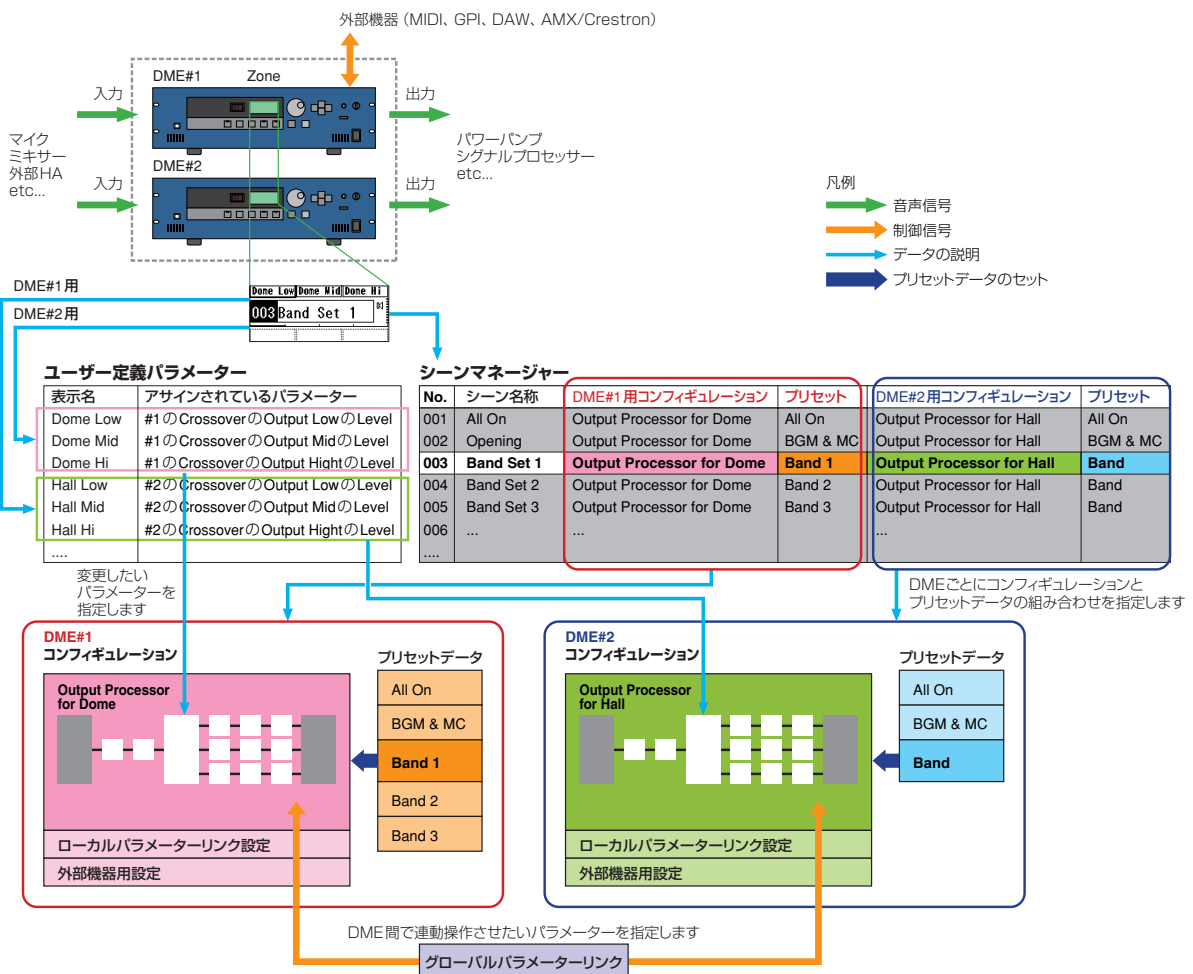 外部機器（MIDI、GPI、DAW、AMX/Crestron）
DME#1 Zone
入力
出力
マイク
ミキサー
外部HA
etc...
パワーパンプ
シグナルプロセッサー
etc...
DME#2
入力
出力
凡例
音声信号
制御信号
データの説明
プリセットデータのセット
DME#1用
DME#2用
Dome Low Dome Mid Dome Hi
003 Band Set 1
ユーザー定義パラメーター
表示名 アサインされているパラメーター
Dome Low #1のCrossoverのOutput LowのLevel
Dome Mid #1のCrossoverのOutput MidのLevel
Dome Hi #1のCrossoverのOutput HightのLevel
Hall Low #2のCrossoverのOutput LowのLevel
Hall Mid #2のCrossoverのOutput MidのLevel
Hall Hi #2のCrossoverのOutput HightのLevel
....
シーンマネージャー
No. シーン名称 DME#1用コンフィギュレーション プリセット DME#2用コンフィギュレーション プリセット
001 All On Output Processor for Dome All On Output Processor for Hall All On
002 Opening Output Processor for Dome BGM & MC Output Processor for Hall BGM & MC
003 Band Set 1 Output Processor for Dome Band 1 Output Processor for Hall Band
004 Band Set 2 Output Processor for Dome Band 2 Output Processor for Hall Band
005 Band Set 3 Output Processor for Dome Band 3 Output Processor for Hall Band
006 ... ... ...
....
変更したい
パラメーターを
指定します
DMEごとにコンフィギュレーションと
プリセットデータの組み合わせを指定します
DME#1
コンフィギュレーション
プリセットデータ
Output Processor
for Dome
All On
BGM & MC
Band 1
Band 2
Band 3
ローカルパラメーターリンク設定
外部機器用設定
DME#2
コンフィギュレーション
プリセットデータ
Output Processor
for Hall
All On
BGM & MC
Band
ローカルパラメーターリンク設定
外部機器用設定
DME間で連動操作させたいパラメーターを指定します
グローバルパラメーターリンク